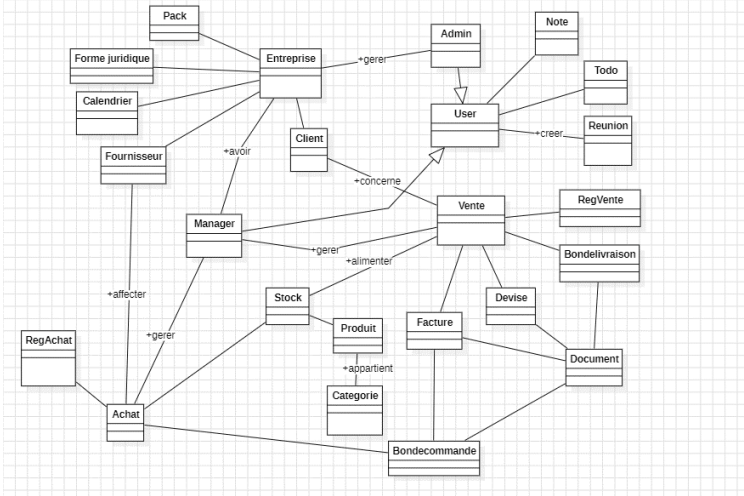 Pack
Note
Admin
Forme juridique
Entreprise
+gerer
Todo
Calendrier
User
Reunion
+creer
Client
Fournisseur
+avoir
+concerne
Vente
RegVente
Manager
+gerer
Bondelivraison
+alimenter
+affecter
Stock
Devise
Produit
Facture
+gerer
RegAchat
Document
+appartient
Categorie
Achat
Bondecommande